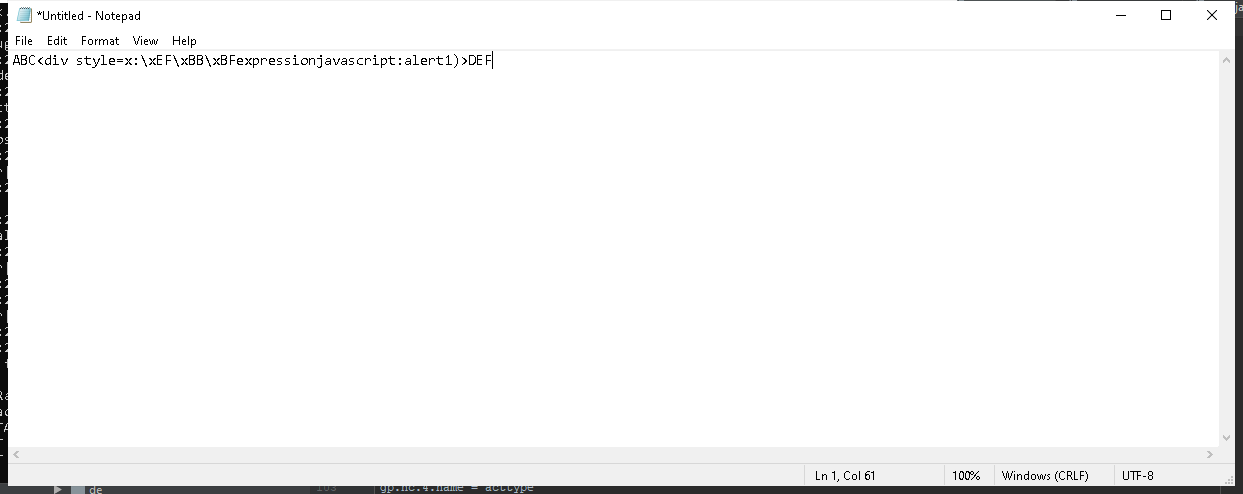 *Untitled - Notepad
File Edit Format View Help
ABC<div style=x:\xEF\xBB\xBFexpressionjavascript:alert1)>DEF
Ln 1, Col 61 100% Windows (CRLF) UTF-8
de
gp.nc.4.name = acctype